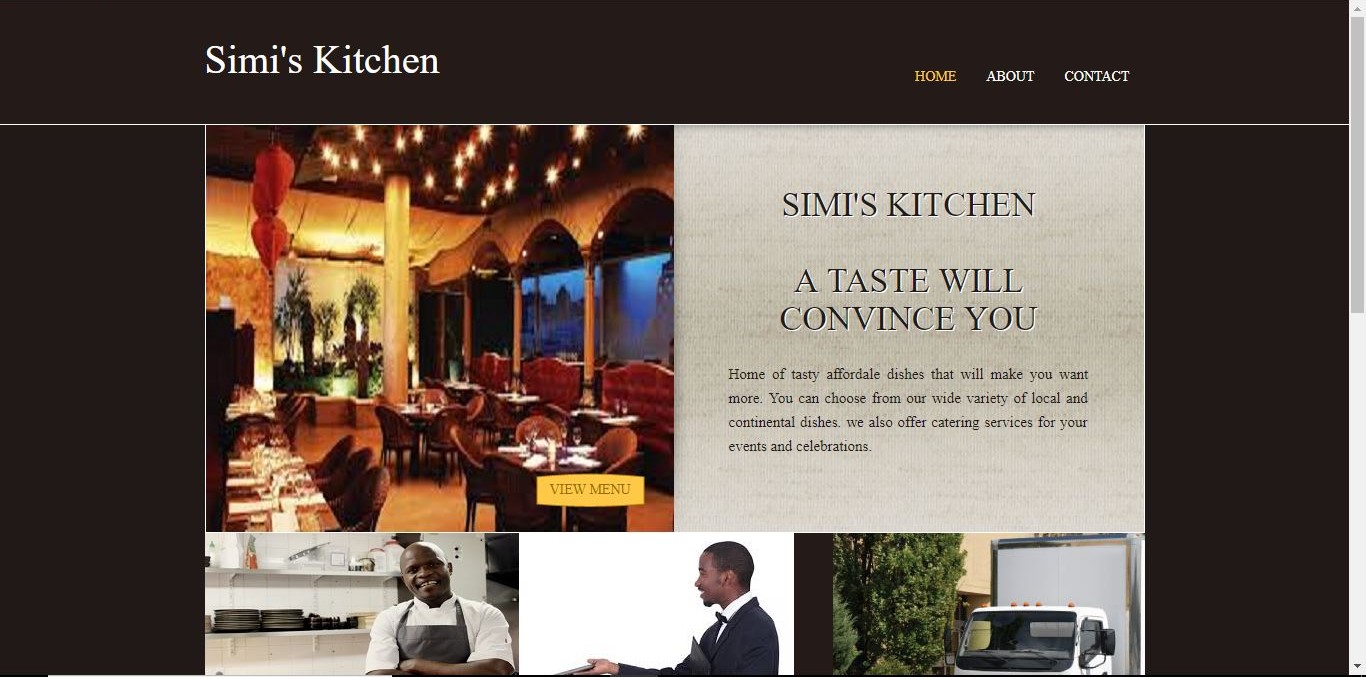 Simi's Kitchen
HOME ABOUT CONTACT
SIMI'S KITCHEN
A TASTE WILL
CONVINCE YOU
Home of tasty affordale dishes that will make you want
more. You can choose from our wide variety of local and
continental dishes. we also offer catering services for your
events and celebrations.
VIEW MENU